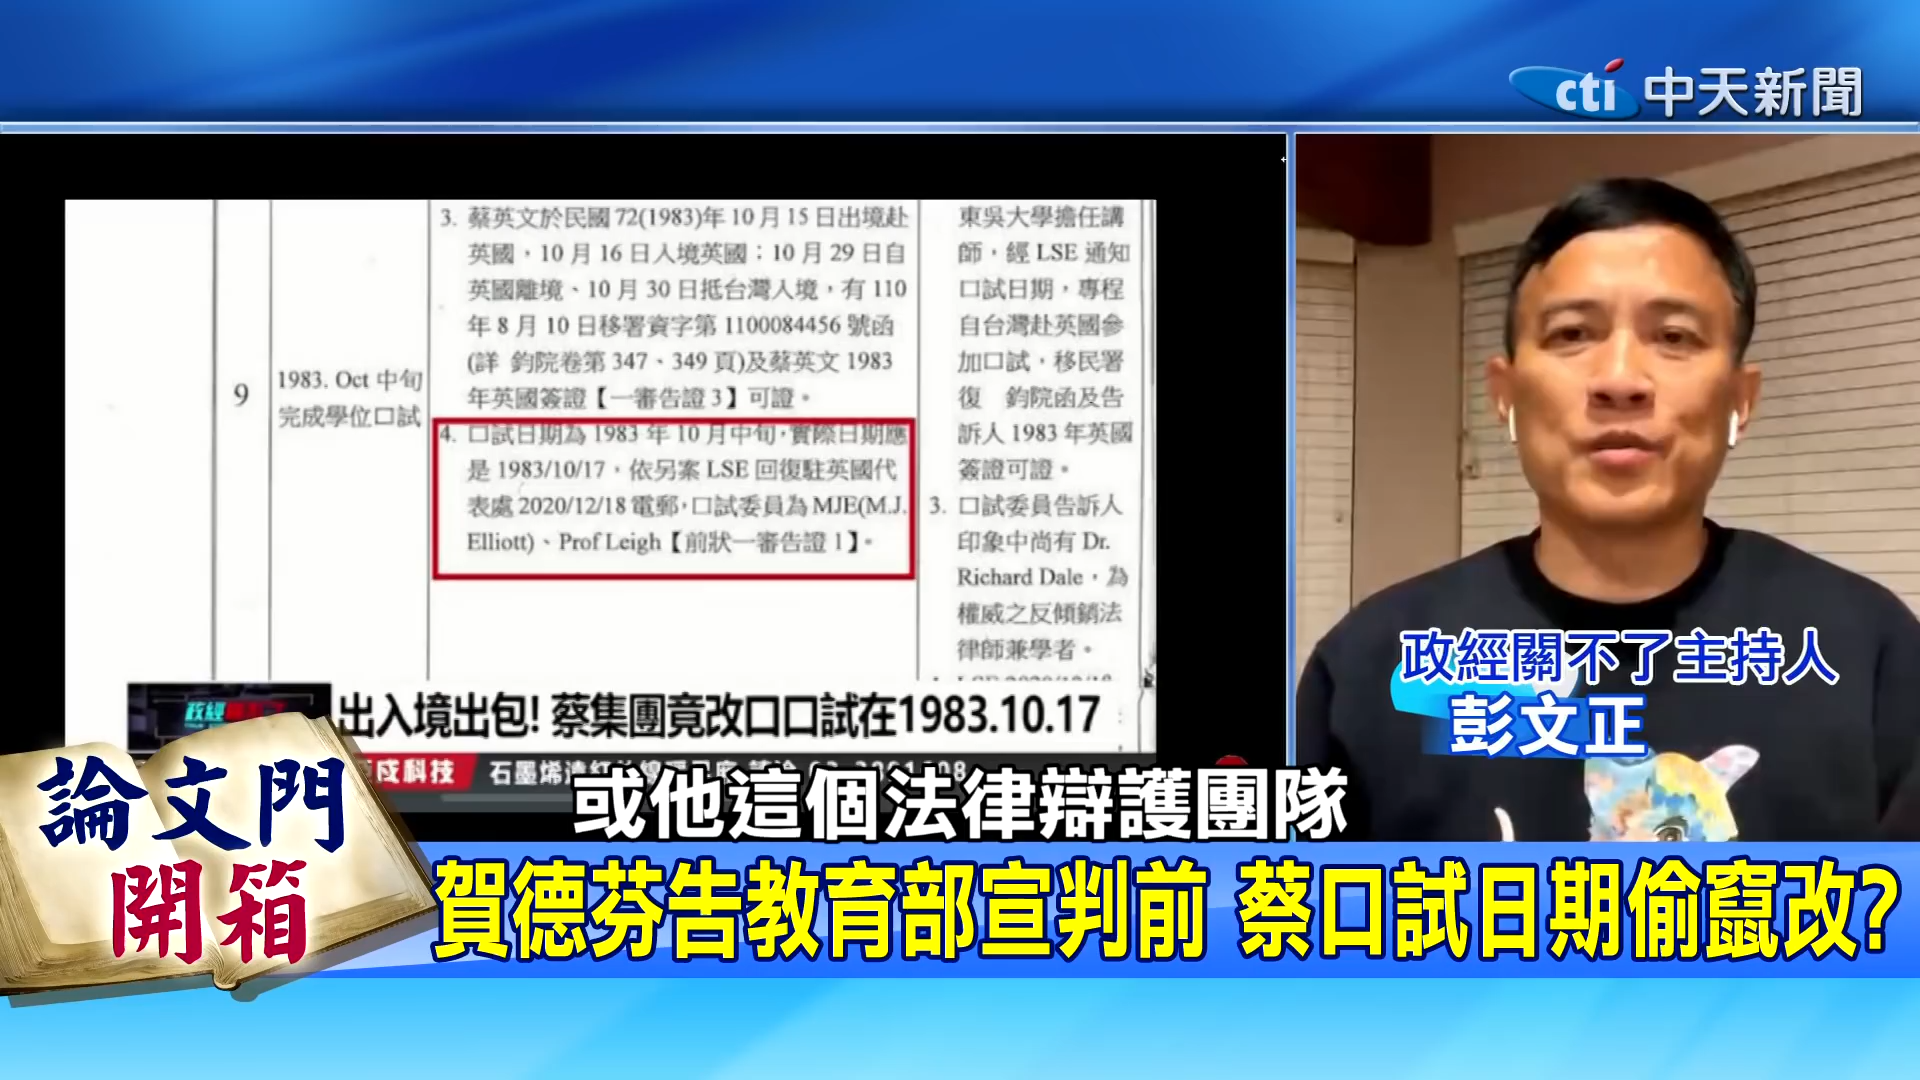 cti 中天新聞
9
1983. Oct 中旬
完成學位口試
3. 蔡英文於民國72(1983)年10月15日出境赴
英國，10月16日入境英國；10月29日自
英國離境、10月30日抵台灣入境，有110
年8月10日移署資字第1100084456號函
(詳 鈞院卷第347、349頁)及蔡英文1983
年英國簽證【一審告證3】可證。
4. 口試日期為1983年10月中旬，實際日期應
是1983/10/17，依另案LSE回復駐英國代
表處2020/12/18電郵，口試委員為MJE(M.J.
Elliott)、Prof Leigh【前狀一審告證1】。
東吳大學擔任講
師，經LSE通知
口試日期，專程
自台灣赴英國參
加口試，移民署
復 鈞院函及告
訴人1983年英國
簽證可證。
3. 口試委員告訴人
印象中尚有Dr.
Richard Dale，為
權威之反傾銷法
律師兼學者。
政經
出入境出包! 蔡集團竟改口口試在1983.10.17
成科技
政經關不了主持人
彭文正
或他這個法律辯護團隊
論文門
開箱
賀德芬告教育部宣判前 蔡口試日期偷竄改?